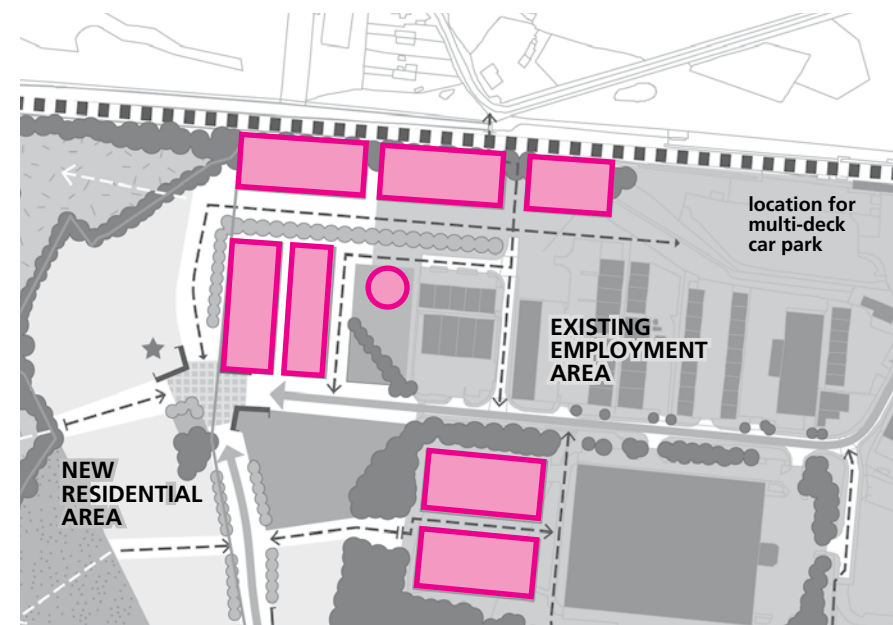 location for
multi-deck
car park
EXISTING
EMPLOYMENT
AREA
NEW
RESIDENTIAL
AREA